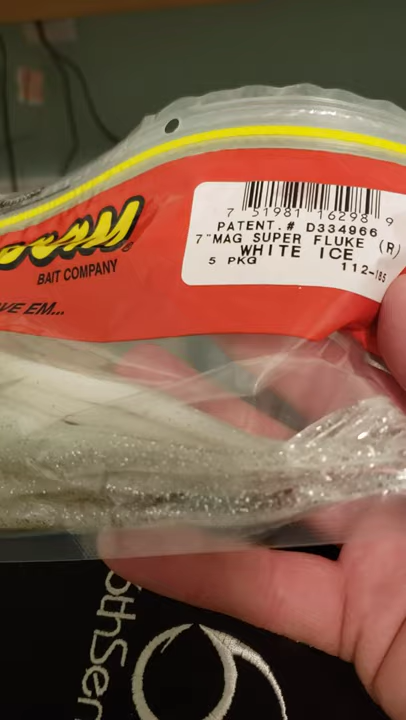 7 51981 16298 9
PATENT.# D334966
7"MAG SUPER FLUKE (R)
WHITE ICE
5 PKG
112-185
BAIT COMPANY
VE EM...